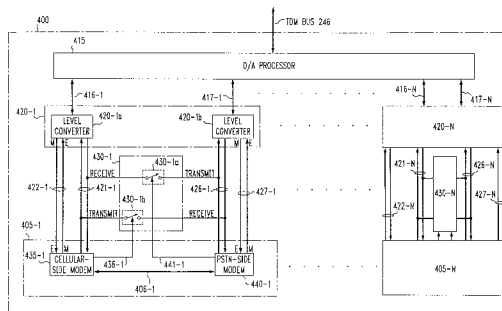 400
TDM BUS 246
415
D/A PROCESSOR
416-1
417-1
416-N
417-N
420-1
420-1a
420-1b
LEVEL CONVERTER
LEVEL CONVERTER
420-N
M E
M E
430-1
430-1a
RECEIVE
TRANSMIT
422-1
421-1
426-1
427-1
430-1b
TRANSMIT
RECEIVE
421-N
426-N
430-N
422-N
427-N
405-1
E M
E M
435-1
CELLULAR-SIDE MODEM
436-1
441-1
PSTN-SIDE MODEM
406-1
440-1
405-N